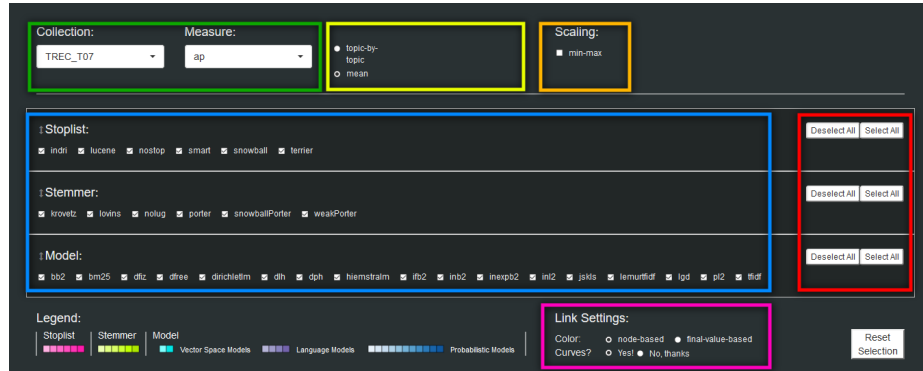 Collection: Measure: Scaling:
TREC_T07 ap topic-by-topic min-max
mean
Stoplist: Deselect All Select All
indri lucene nostop smart snowball terrier
Stemmer: Deselect All Select All
krovetz lovins nolug porter snowballPorter weakPorter
Model: Deselect All Select All
bb2 bm25 dfiz dfree dirichletlm dlh dph hiemstralm ifb2 inb2 inexpb2 inl2 jskls lemurtfidf lgd pl2 tfidf
Legend: Link Settings:
Stoplist Stemmer Model
Vector Space Models Language Models Probabilistic Models
Color: node-based final-value-based
Curves? Yes! No, thanks
Reset
Selection